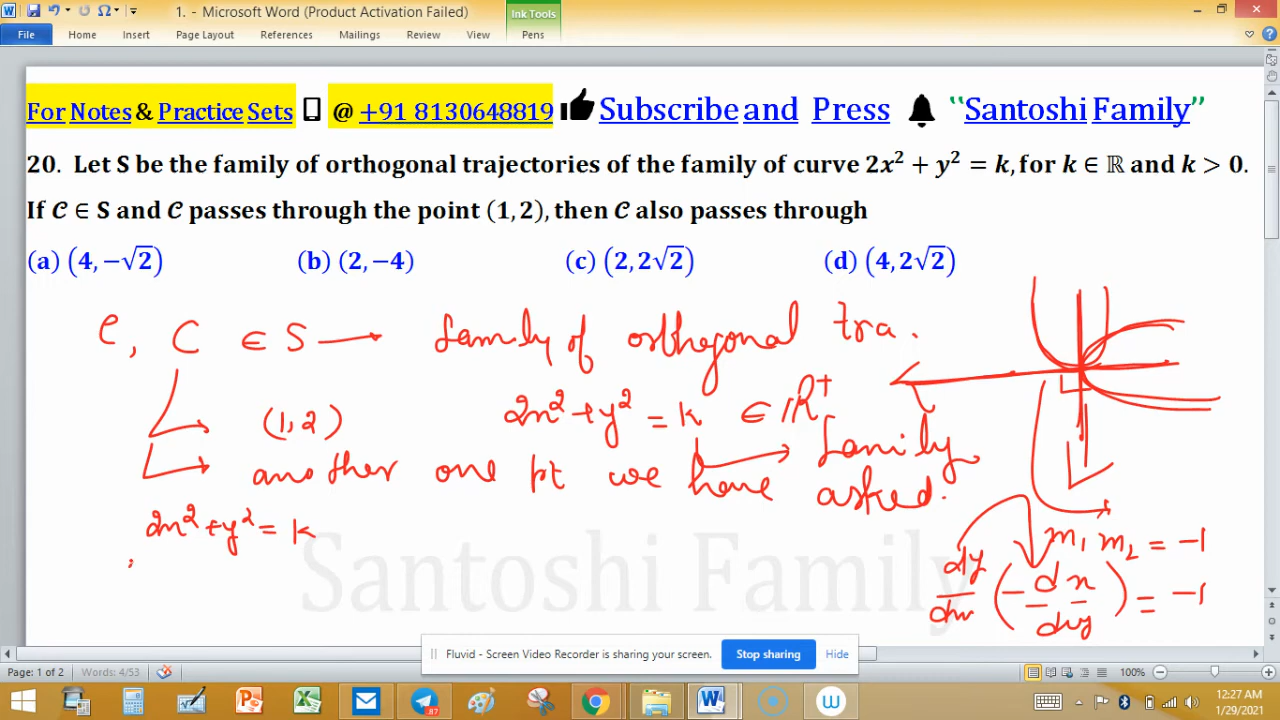 1. - Microsoft Word (Product Activation Failed)
Ink Tools
File Home Insert Page Layout References Mailings Review View Pens
For Notes & Practice Sets @ +91 8130648819 Subscribe and Press "Santoshi Family"
20. Let S be the family of orthogonal trajectories of the family of curve 2x² + y² = k, for k ∈ ℝ and k > 0.
If 𝒞 ∈ S and 𝒞 passes through the point (1, 2), then 𝒞 also passes through
(a) (4, −√2) (b) (2, −4) (c) (2, 2√2) (d) (4, 2√2)
e, C ∈ S → family of orthogonal tra.
(1, 2) 2x² + y² = k ∈ IR⁺
family
another one pt we have asked.
2x² + y² = k
m₁ m₂ = −1
dy/dx (− dx/dy) = −1
Santoshi Family
Fluvid - Screen Video Recorder is sharing your screen. Stop sharing Hide
Page: 1 of 2 Words: 4/53 100%
87
12:27 AM
1/29/2021